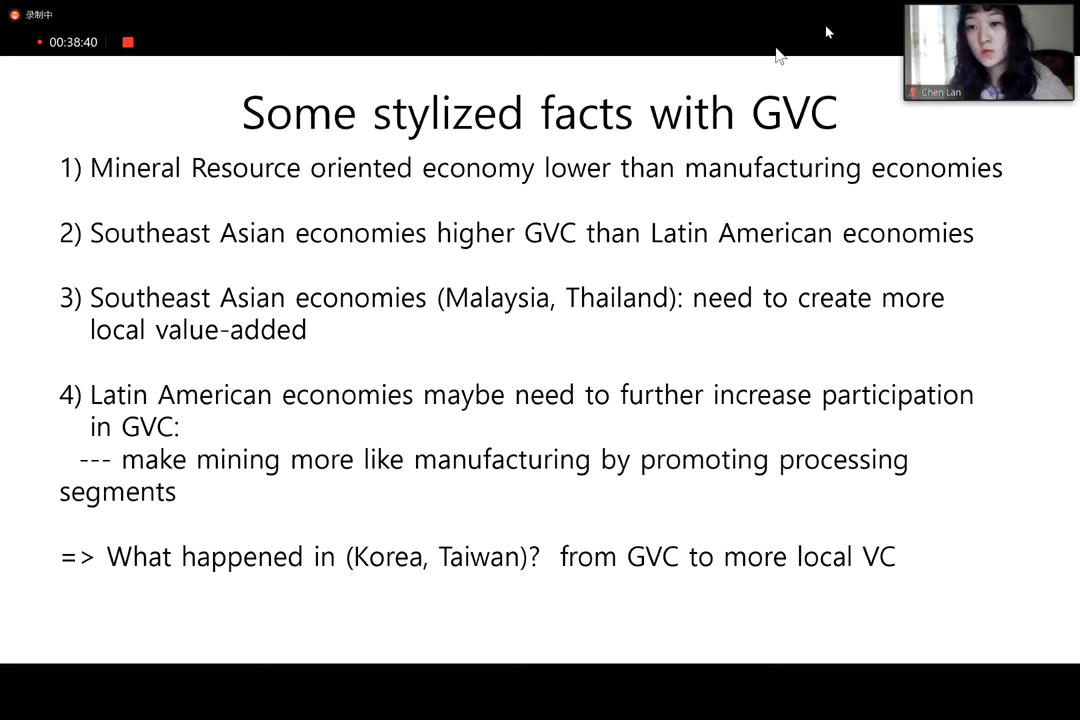 录制中
00:38:40
Chen Lan
Some stylized facts with GVC
1) Mineral Resource oriented economy lower than manufacturing economies
2) Southeast Asian economies higher GVC than Latin American economies
3) Southeast Asian economies (Malaysia, Thailand): need to create more
local value-added
4) Latin American economies maybe need to further increase participation
in GVC:
--- make mining more like manufacturing by promoting processing
segments
=> What happened in (Korea, Taiwan)? from GVC to more local VC